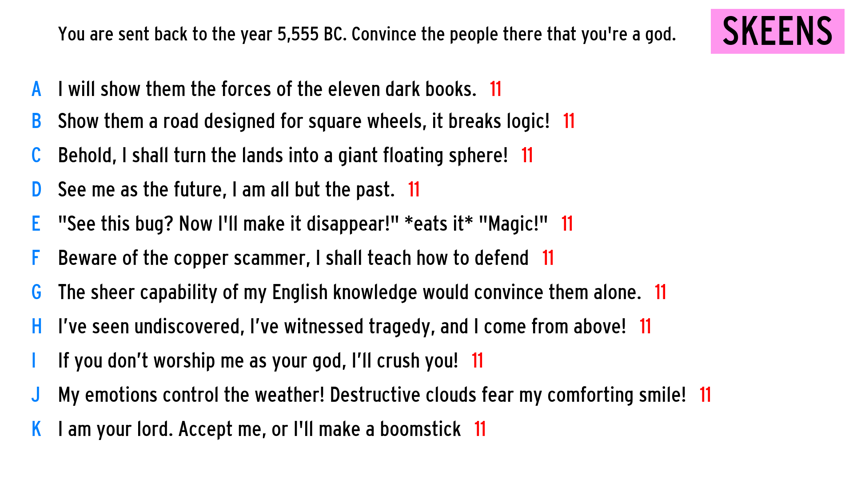 You are sent back to the year 5,555 BC. Convince the people there that you're a god.
SKEENS
A I will show them the forces of the eleven dark books. 11
B Show them a road designed for square wheels, it breaks logic! 11
C Behold, I shall turn the lands into a giant floating sphere! 11
D See me as the future, I am all but the past. 11
E "See this bug? Now I'll make it disappear!" *eats it* "Magic!" 11
F Beware of the copper scammer, I shall teach how to defend 11
G The sheer capability of my English knowledge would convince them alone. 11
H I’ve seen undiscovered, I’ve witnessed tragedy, and I come from above! 11
I If you don’t worship me as your god, I’ll crush you! 11
J My emotions control the weather! Destructive clouds fear my comforting smile! 11
K I am your lord. Accept me, or I'll make a boomstick 11